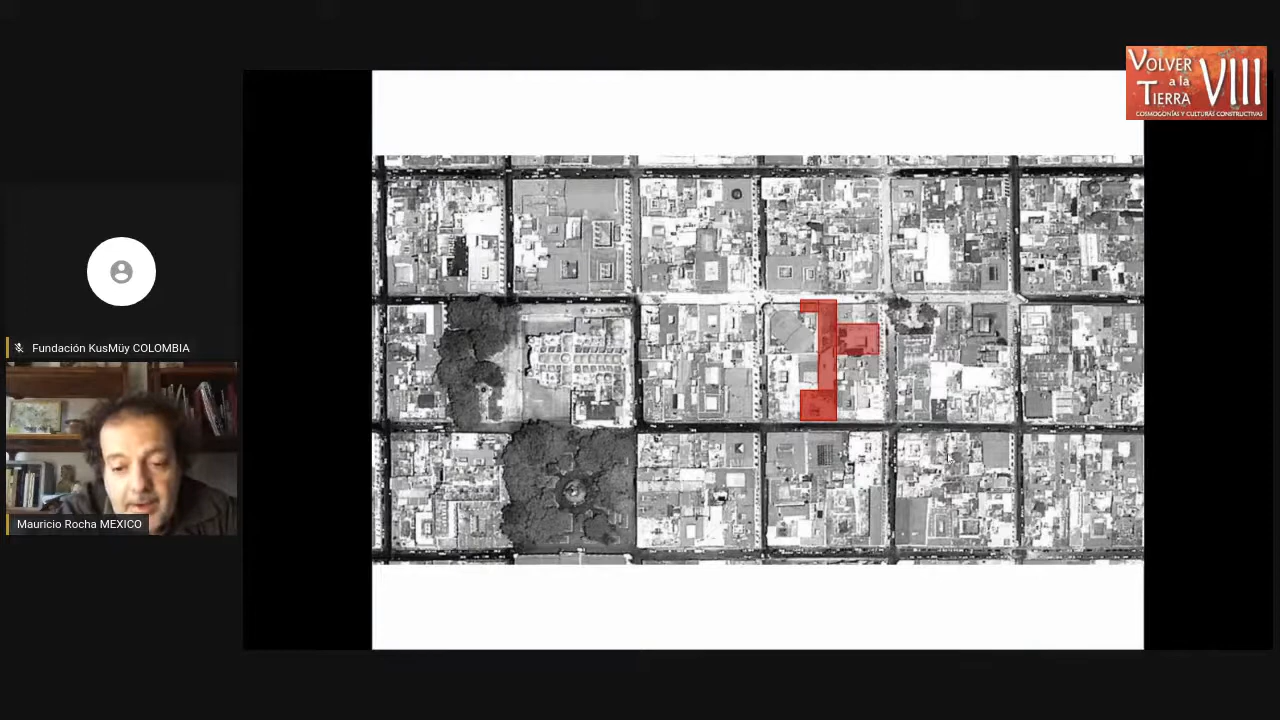 VOLVER
a la
TIERRA
VIII
COSMOGONÍAS Y CULTURAS CONSTRUCTIVAS
Fundación KusMüy COLOMBIA
Mauricio Rocha MEXICO